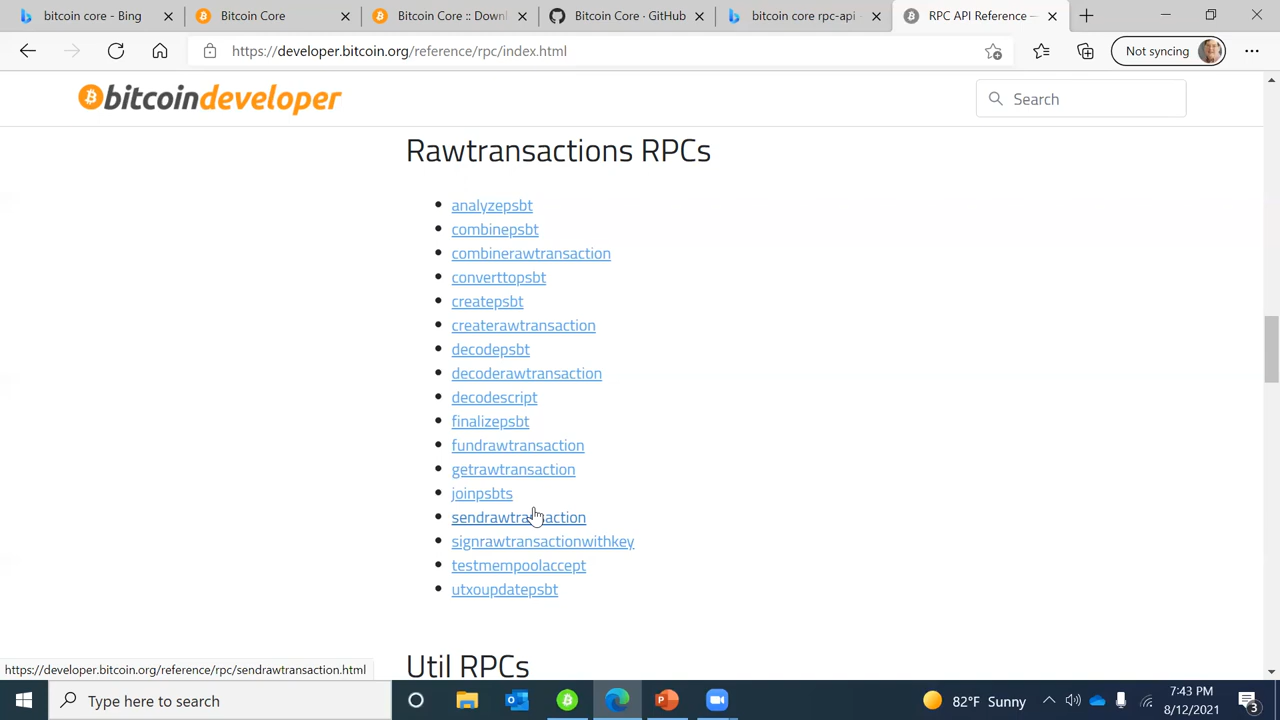 bitcoin core - Bing
Bitcoin Core
Bitcoin Core :: Downl
Bitcoin Core · GitHub
bitcoin core rpc-api -
RPC API Reference —
https://developer.bitcoin.org/reference/rpc/index.html
Not syncing
bitcoindeveloper
Search
Rawtransactions RPCs
analyzepsbt
combinepsbt
combinerawtransaction
converttopsbt
createpsbt
createrawtransaction
decodepsbt
decoderawtransaction
decodescript
finalizepsbt
fundrawtransaction
getrawtransaction
joinpsbts
sendrawtransaction
signrawtransactionwithkey
testmempoolaccept
utxoupdatepsbt
Util RPCs
https://developer.bitcoin.org/reference/rpc/sendrawtransaction.html
Type here to search
82°F Sunny
7:43 PM
8/12/2021
3